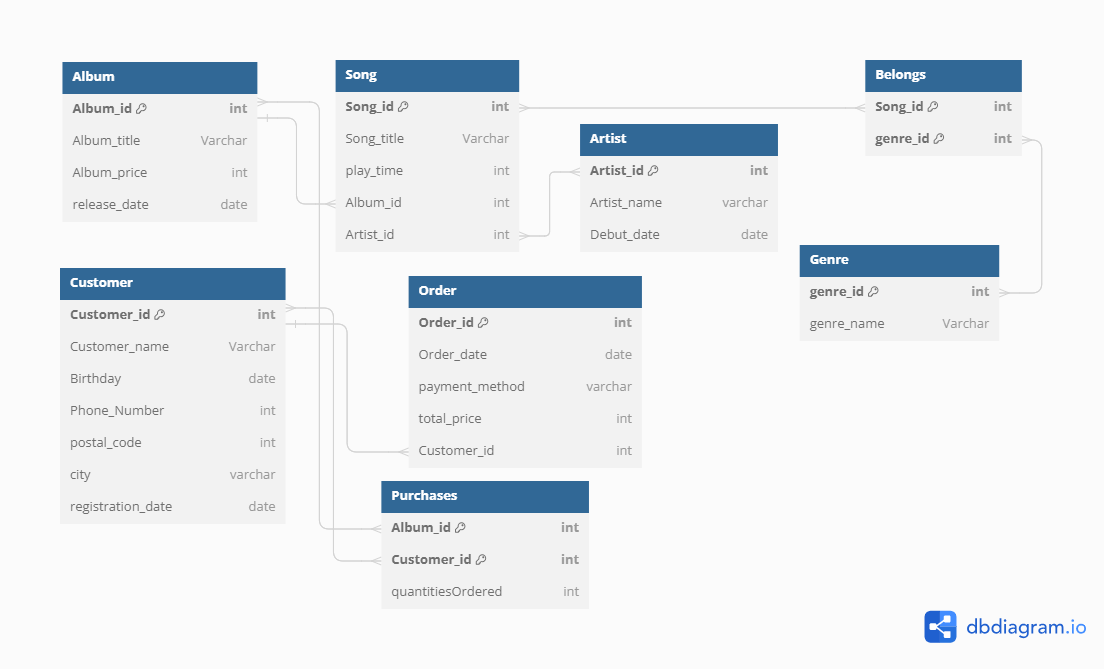 Album
Album_id int
Album_title Varchar
Album_price int
release_date date
Song
Song_id int
Song_title Varchar
play_time int
Album_id int
Artist_id int
Artist
Artist_id int
Artist_name varchar
Debut_date date
Belongs
Song_id int
genre_id int
Genre
genre_id int
genre_name Varchar
Customer
Customer_id int
Customer_name Varchar
Birthday date
Phone_Number int
postal_code int
city varchar
registration_date date
Order
Order_id int
Order_date date
payment_method varchar
total_price int
Customer_id int
Purchases
Album_id int
Customer_id int
quantitiesOrdered int
dbdiagram.io